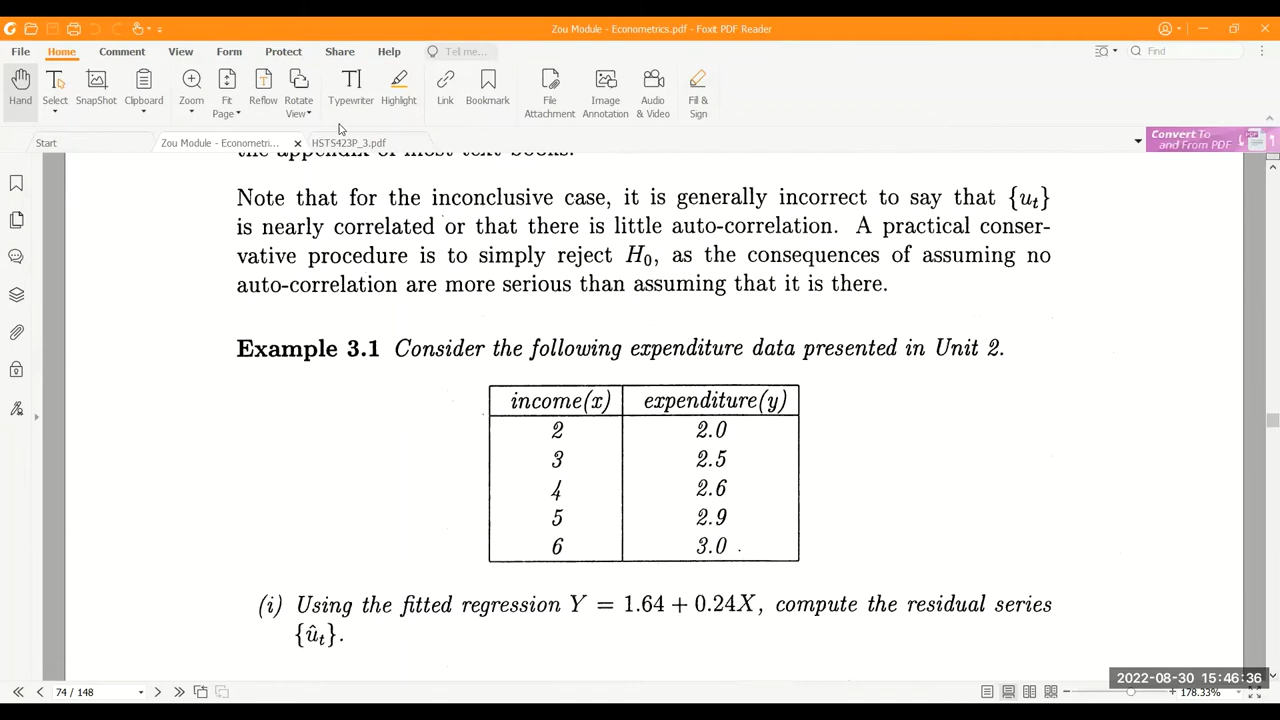 Zou Module - Econometrics.pdf - Foxit PDF Reader
File Home Comment View Form Protect Share Help Tell me... Find
Hand Select SnapShot Clipboard Zoom Fit Page Reflow Rotate View Typewriter Highlight Link Bookmark File Attachment Image Annotation Audio & Video Fill & Sign
Start Zou Module - Econometri... HSTS423P_3.pdf
Convert To
and From PDF
the appendix of most text books.
Note that for the inconclusive case, it is generally incorrect to say that {uₜ}
is nearly correlated or that there is little auto-correlation. A practical conser-
vative procedure is to simply reject H₀, as the consequences of assuming no
auto-correlation are more serious than assuming that it is there.
Example 3.1 Consider the following expenditure data presented in Unit 2.
income(x) expenditure(y)
2 2.0
3 2.5
4 2.6
5 2.9
6 3.0
(i) Using the fitted regression Y = 1.64 + 0.24X, compute the residual series
{ûₜ}.
2022-08-30 15:46:36
74 / 148 178.33%